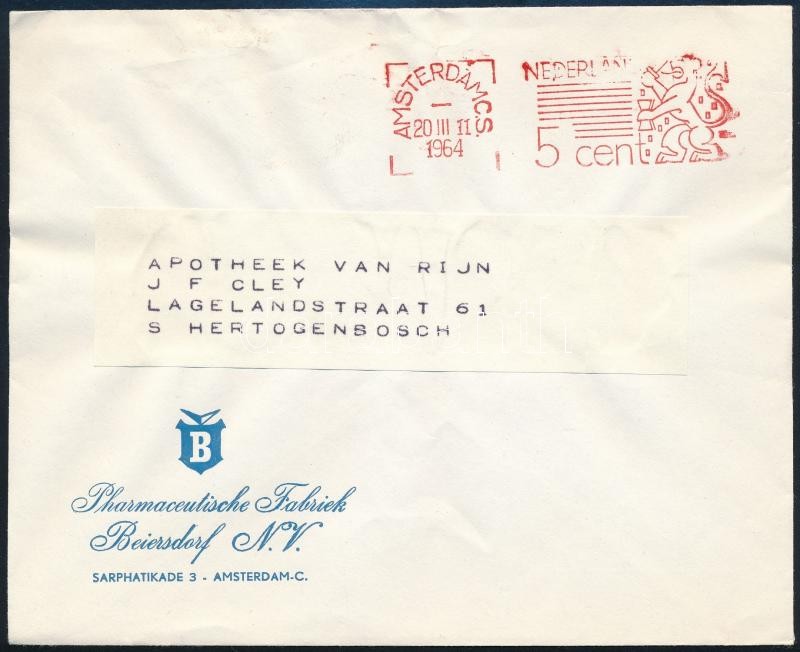 AMSTERDAM C.S
20 III 11
1964
NEDERLAN
5 cent
APOTHEEK VAN RIJN
J F CLEY
LAGELANDSTRAAT 61
S HERTOGENBOSCH
B
Pharmaceutische Fabriek
Beiersdorf N.V.
SARPHATIKADE 3 - AMSTERDAM-C.